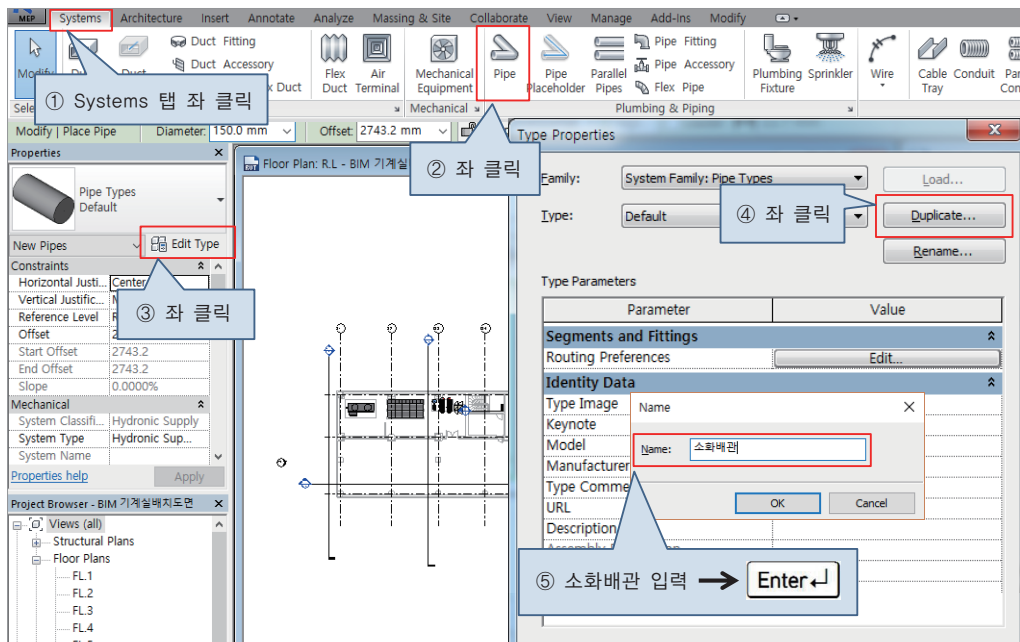 MEP Systems Architecture Insert Annotate Analyze Massing & Site Collaborate View Manage Add-Ins Modify
Duct Fitting
Duct Accessory
Duct
Modify
Flex Duct
Air Terminal
Mechanical Equipment
Pipe
Pipe Placeholder
Parallel Pipes
Pipe Fitting
Pipe Accessory
Flex Pipe
Plumbing Fixture
Sprinkler
Wire
Cable Tray
Conduit
① Systems 탭 좌 클릭
Mechanical
Plumbing & Piping
Modify | Place Pipe Diameter: 150.0 mm Offset: 2743.2 mm
② 좌 클릭
Properties
Pipe Types
Default
New Pipes Edit Type
③ 좌 클릭
Constraints
Horizontal Justi... Center
Vertical Justific...
Reference Level
Offset
Start Offset 2743.2
End Offset 2743.2
Slope 0.0000%
Mechanical
System Classifi... Hydronic Supply
System Type Hydronic Sup...
System Name
Properties help Apply
Project Browser - BIM 기계실배치도면
Views (all)
Structural Plans
Floor Plans
FL.1
FL.2
FL.3
FL.4
Floor Plan: R.L - BIM 기계실
Type Properties
Family: System Family: Pipe Types Load...
Type: Default Duplicate...
④ 좌 클릭
Rename...
Type Parameters
Parameter Value
Segments and Fittings
Routing Preferences Edit...
Identity Data
Type Image
Keynote
Model
Manufacturer
Type Comme
URL
Description
Name
Name: 소화배관
OK Cancel
⑤ 소화배관 입력 → Enter↵